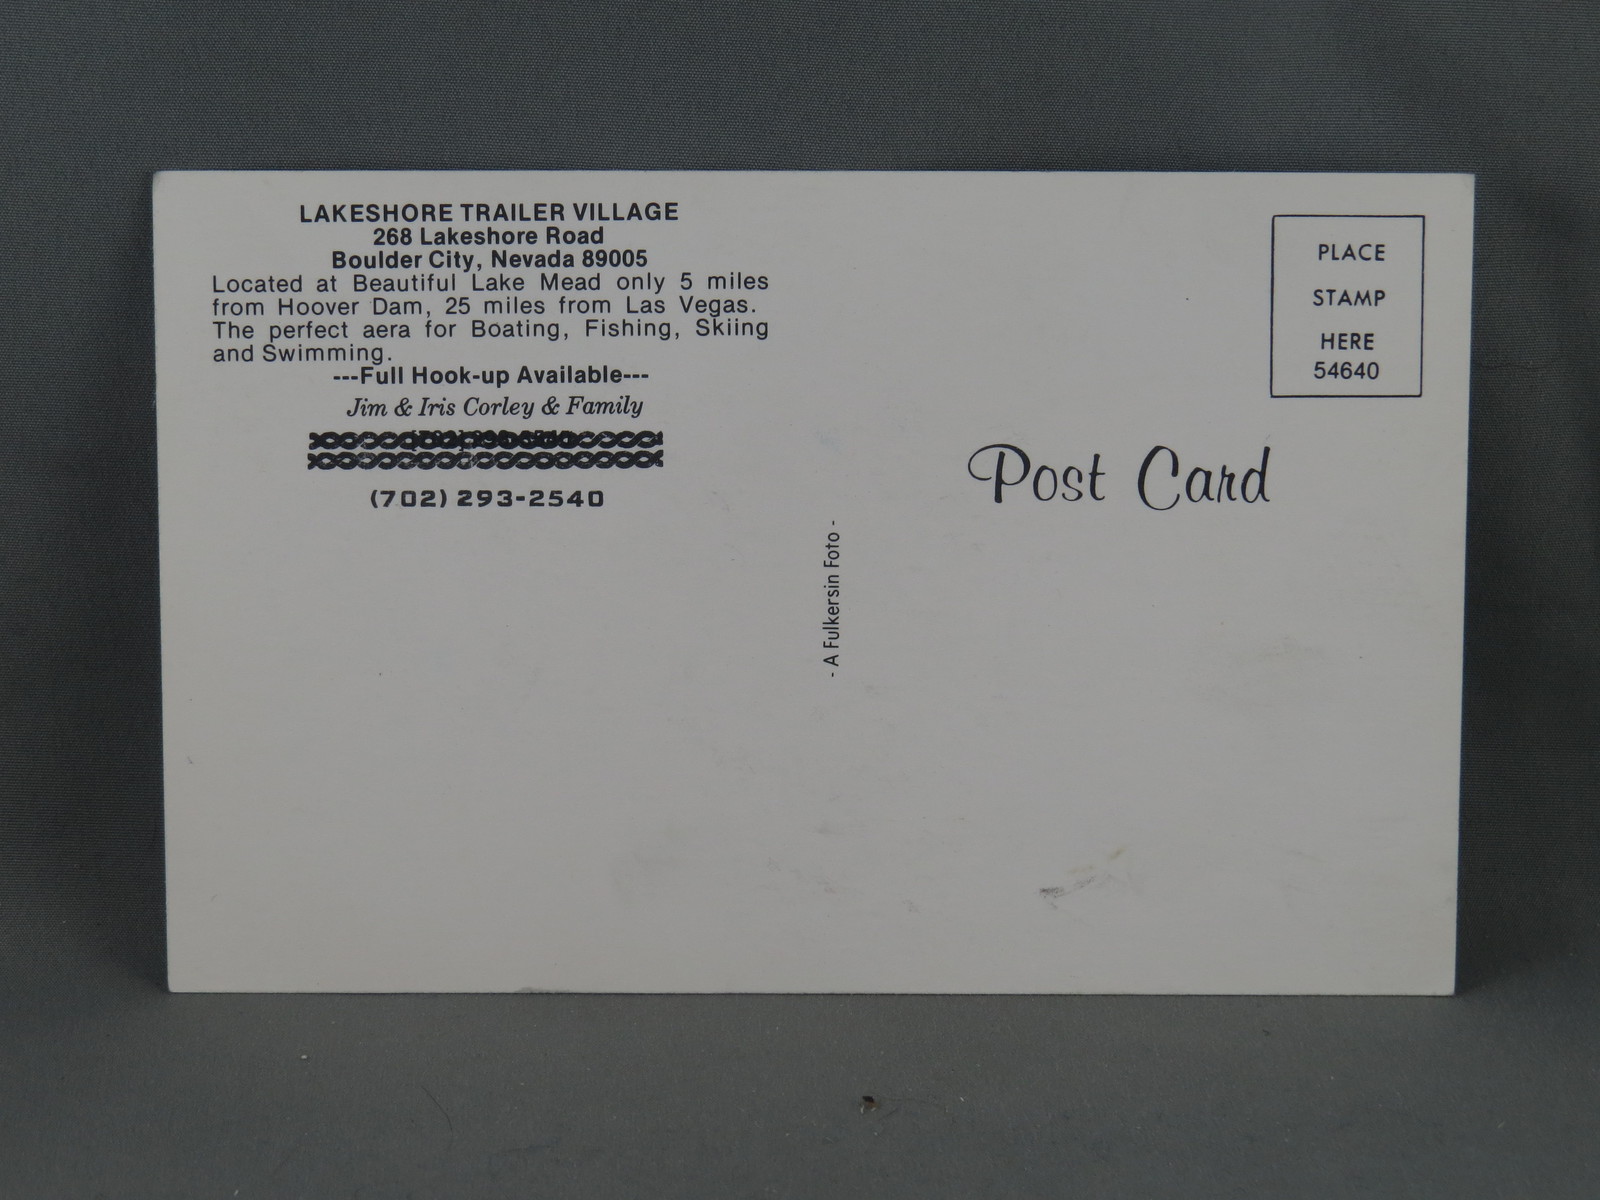 LAKESHORE TRAILER VILLAGE
268 Lakeshore Road
Boulder City, Nevada 89005
Located at Beautiful Lake Mead only 5 miles
from Hoover Dam, 25 miles from Las Vegas.
The perfect aera for Boating, Fishing, Skiing
and Swimming.
---Full Hook-up Available---
Jim & Iris Corley & Family
(702) 293-2540
- A Fulkersin Foto -
PLACE
STAMP
HERE
54640
Post Card